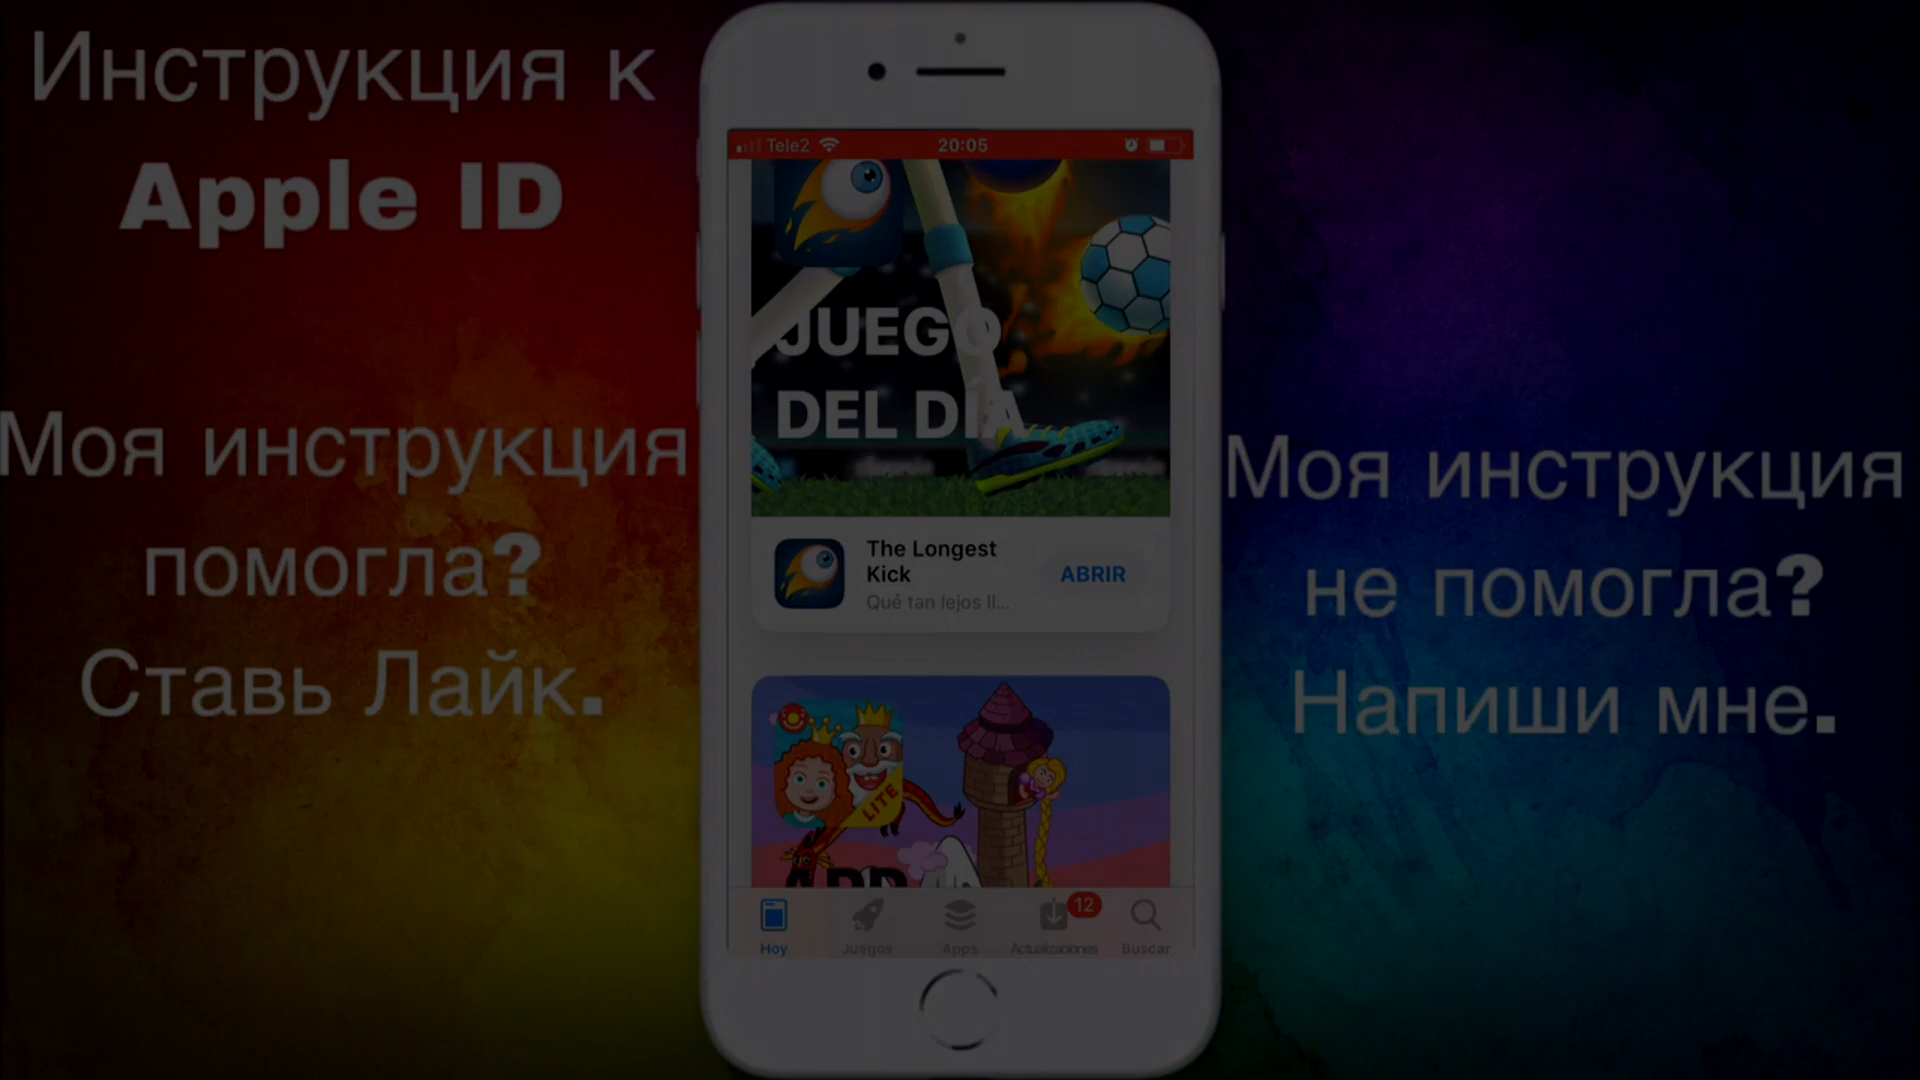 Инструкция к
Apple ID
Моя инструкция
помогла?
Ставь Лайк.
Tele2
20:05
JUEGO
DEL DÍA
The Longest
Kick
Qué tan lejos ll...
ABRIR
LITE
12
Hoy
Juegos
Apps
Actualizaciones
Buscar
Моя инструкция
не помогла?
Напиши мне.